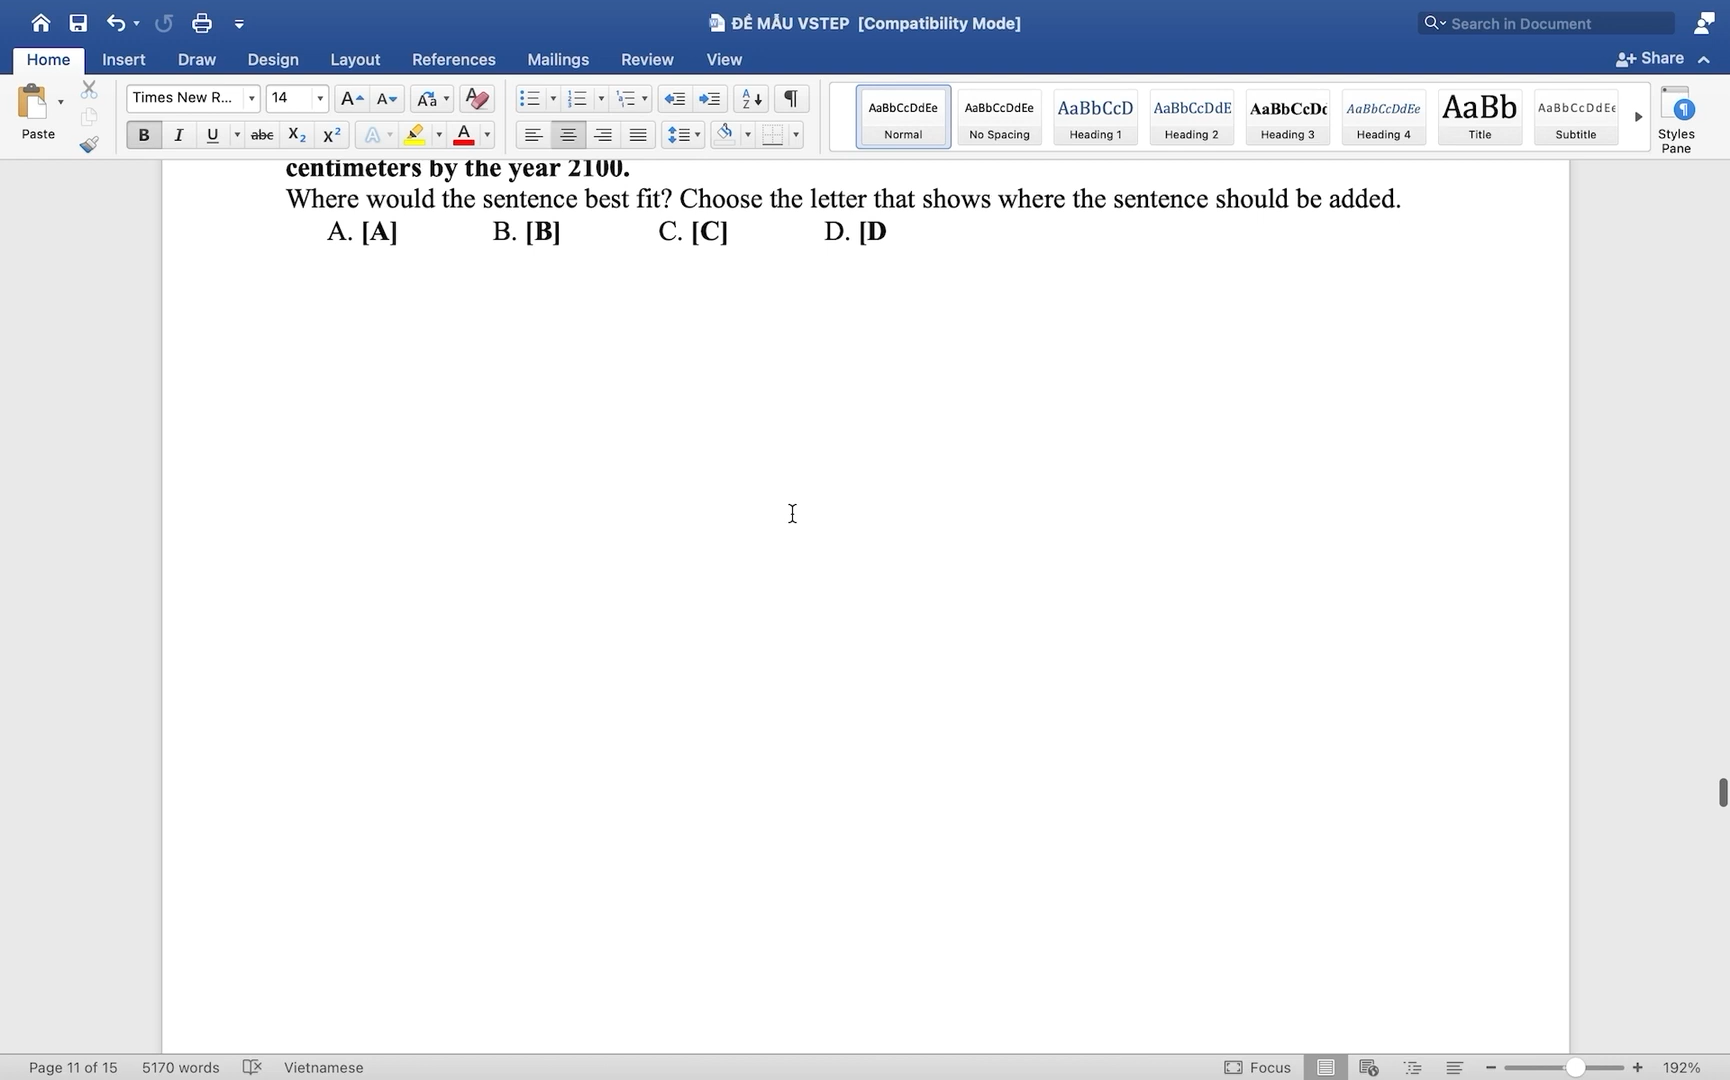 ĐỀ MẪU VSTEP [Compatibility Mode]
Search in Document
Home Insert Draw Design Layout References Mailings Review View
Share
Paste
Times New R... 14
AaBbCcDdEe AaBbCcDdEe AaBbCcD AaBbCcDdE AaBbCcDd AaBbCcDdEe AaBb AaBbCcDdEe
Normal No Spacing Heading 1 Heading 2 Heading 3 Heading 4 Title Subtitle
Styles
Pane
centimeters by the year 2100.
Where would the sentence best fit? Choose the letter that shows where the sentence should be added.
A. [A] B. [B] C. [C] D. [D
Page 11 of 15 5170 words Vietnamese Focus 192%